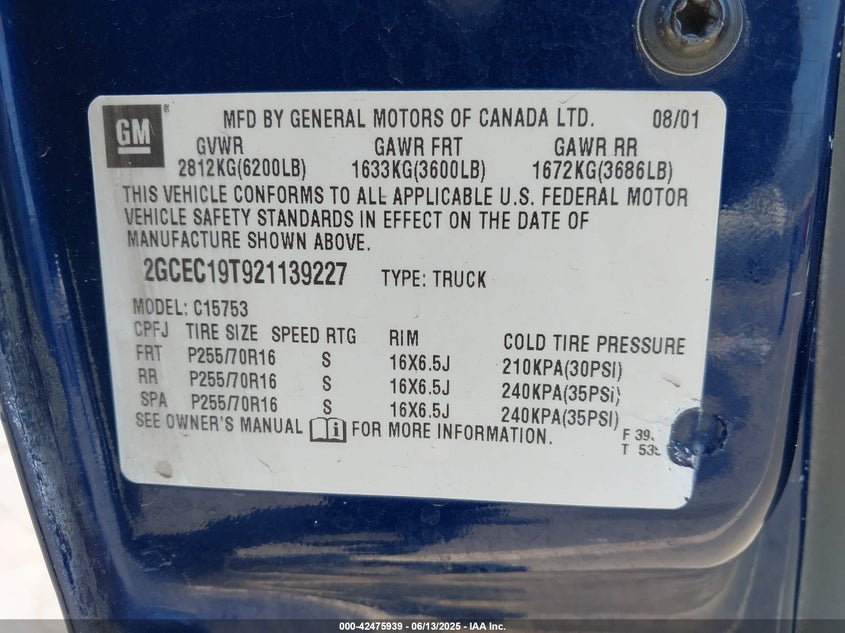 GM ® MFD BY GENERAL MOTORS OF CANADA LTD. 08/01
GVWR GAWR FRT GAWR RR
2812KG(6200LB) 1633KG(3600LB) 1672KG(3686LB)
THIS VEHICLE CONFORMS TO ALL APPLICABLE U.S. FEDERAL MOTOR
VEHICLE SAFETY STANDARDS IN EFFECT ON THE DATE OF
MANUFACTURE SHOWN ABOVE.
2GCEC19T921139227 TYPE: TRUCK
MODEL: C15753
CPFJ TIRE SIZE SPEED RTG RIM COLD TIRE PRESSURE
FRT P255/70R16 S 16X6.5J 210KPA(30PSI)
RR P255/70R16 S 16X6.5J 240KPA(35PSi)
SPA P255/70R16 S 16X6.5J 240KPA(35PSI)
SEE OWNER'S MANUAL FOR MORE INFORMATION.
F
T
000-42475939 - 06/13/2025 - IAA Inc.